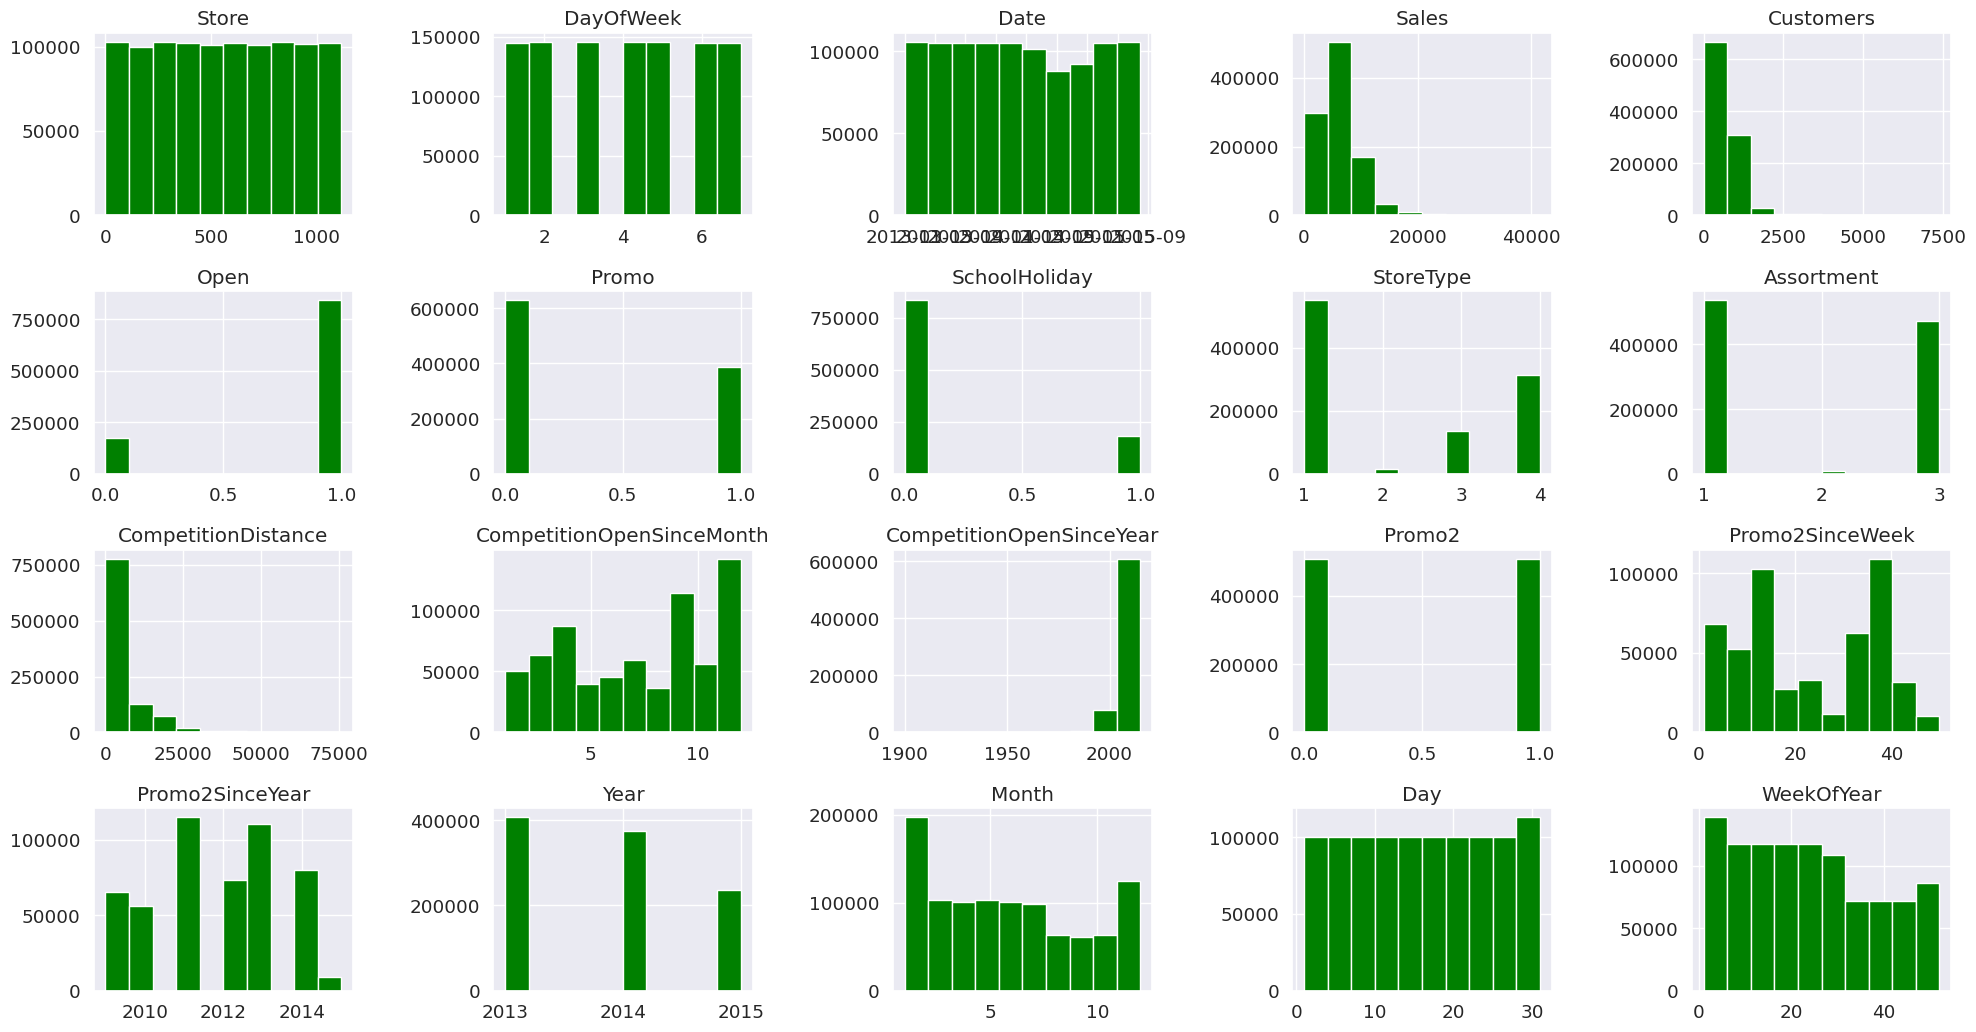 Store DayOfWeek Date Sales Customers
100000 150000 100000 400000 600000
50000 100000 50000 200000 400000
0 50000 0 0 200000
0 0
0 500 1000 2 4 6 0 20000 40000 0 2500 5000 7500
Open Promo SchoolHoliday StoreType Assortment
750000 600000 750000 400000 400000
500000 400000 500000 200000 200000
250000 200000 250000 0 0
0 0 0
0.0 0.5 1.0 0.0 0.5 1.0 0.0 0.5 1.0 1 2 3 4 1 2 3
CompetitionDistance CompetitionOpenSinceMonth CompetitionOpenSinceYear Promo2 Promo2SinceWeek
750000 100000 600000 400000 100000
500000 50000 400000 200000 50000
250000 0 200000 0 0
0 0
0 25000 50000 75000 5 10 1900 1950 2000 0.0 0.5 1.0 0 20 40
Promo2SinceYear Year Month Day WeekOfYear
100000 400000 200000 100000 100000
50000 200000 100000 50000 50000
0 0 0 0 0
2010 2012 2014 2013 2014 2015 5 10 0 10 20 30 0 20 40